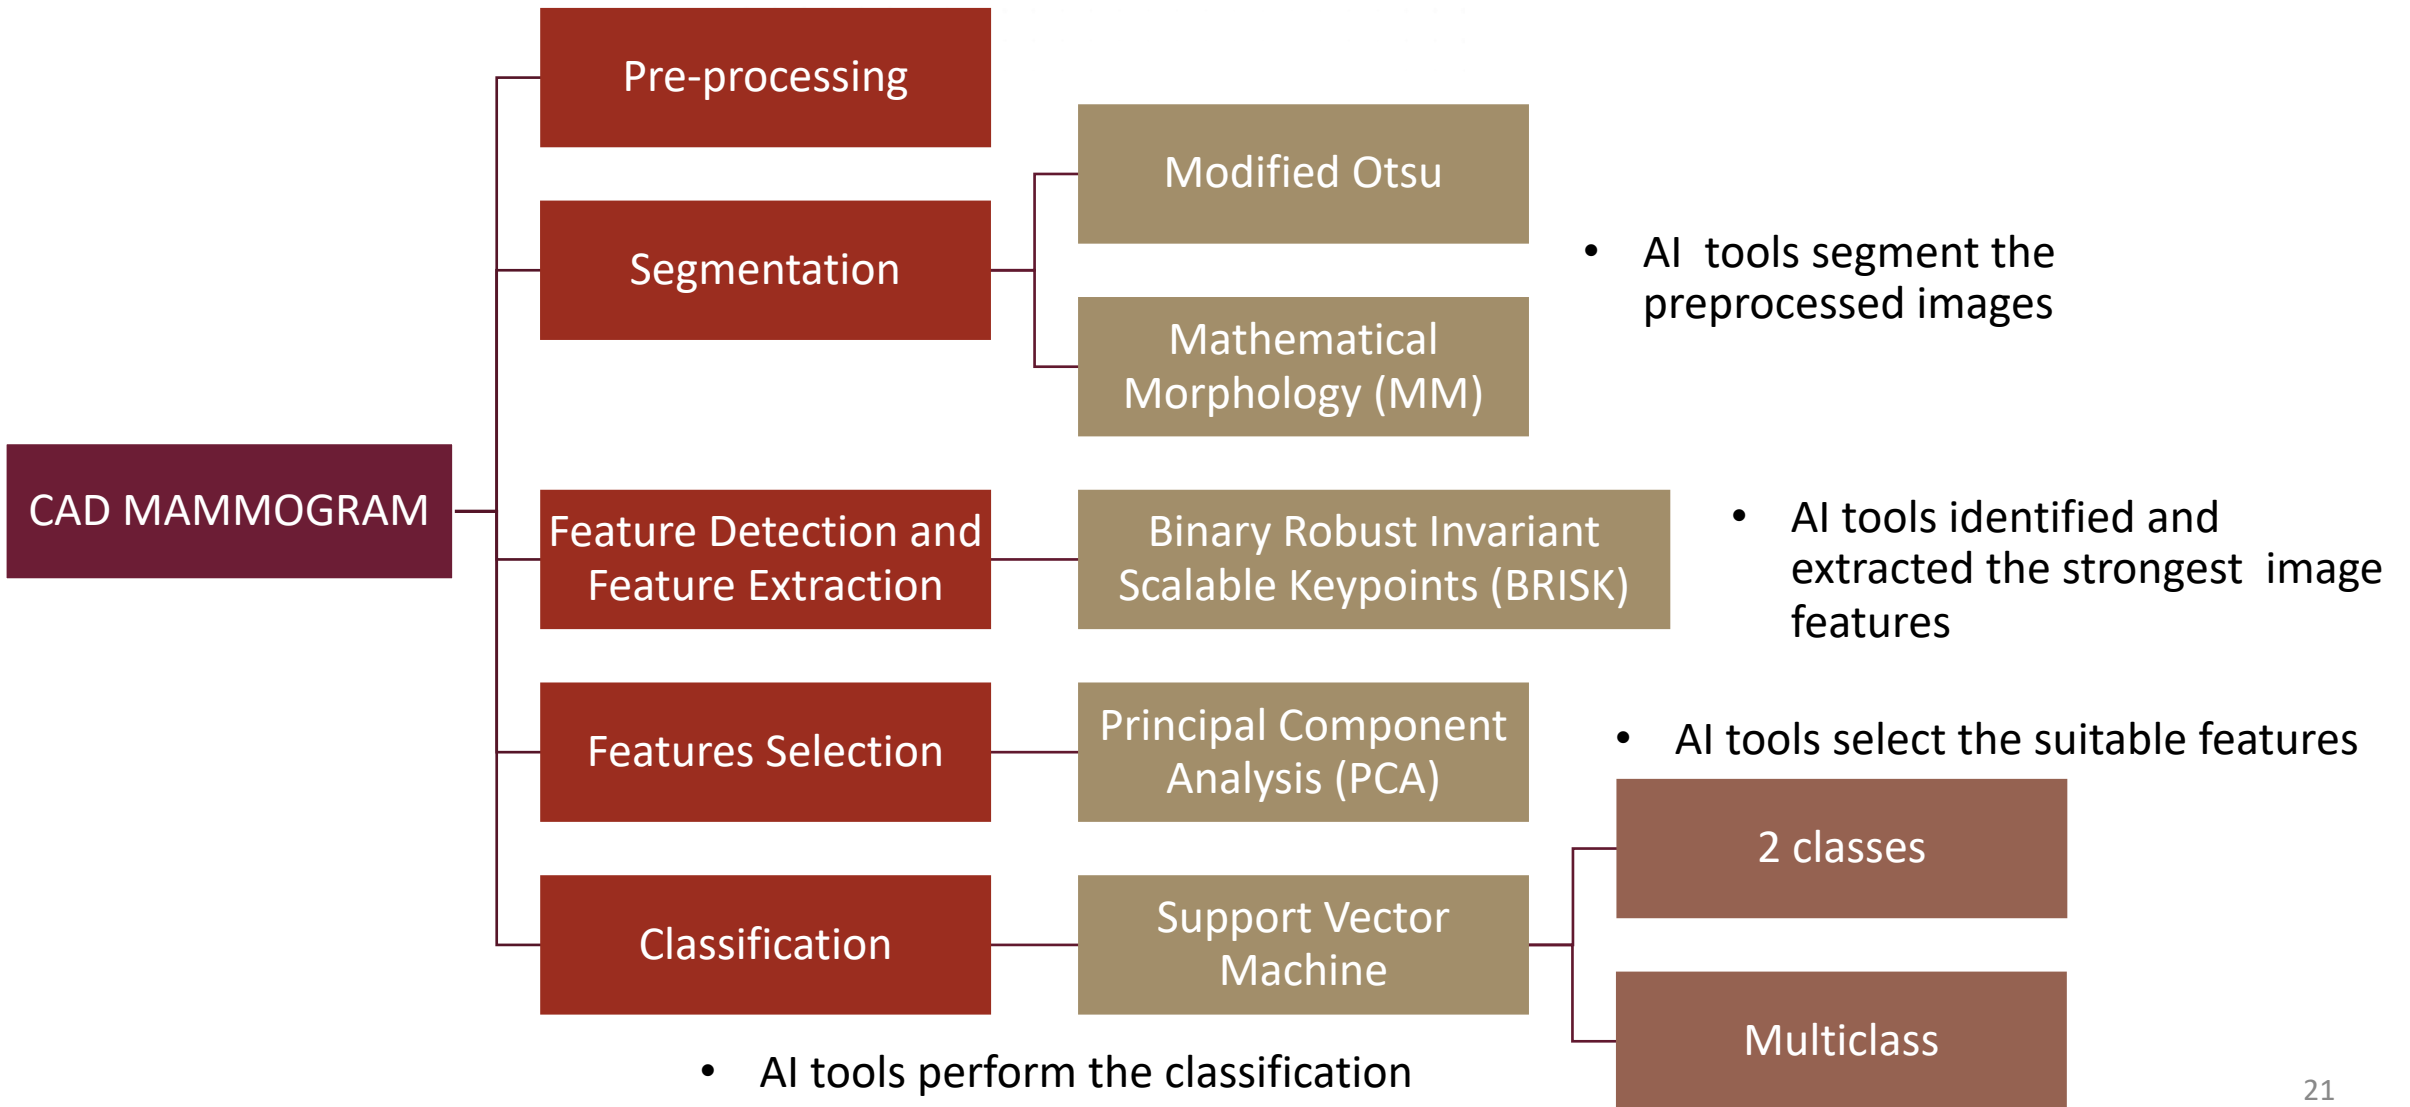 Pre-processing
Modified Otsu
Segmentation
• AI tools segment the
preprocessed images
Mathematical
Morphology (MM)
CAD MAMMOGRAM
Feature Detection and
Feature Extraction
Binary Robust Invariant
Scalable Keypoints (BRISK)
• AI tools identified and
extracted the strongest image
features
Features Selection
Principal Component
Analysis (PCA)
• AI tools select the suitable features
2 classes
Classification
Support Vector
Machine
Multiclass
• AI tools perform the classification
21